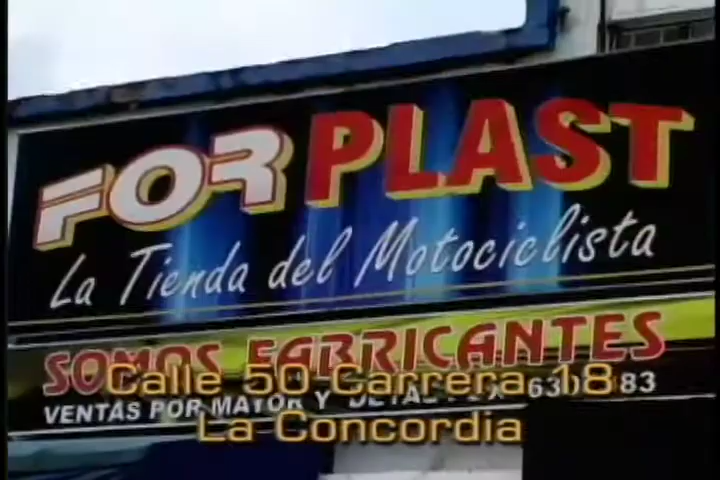 FOR PLAST
La Tienda del Motociclista
SOMOS FABRICANTES
VENTAS POR MAYOR Y
Calle 50-Carrera 18
La Concordia